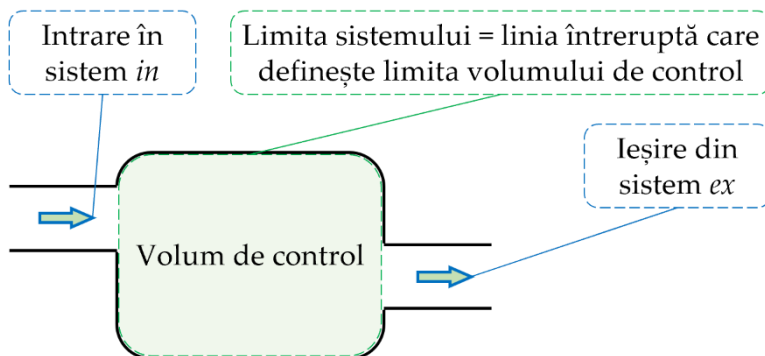 Intrare în
sistem in
Limita sistemului = linia întreruptă care
definește limita volumului de control
Ieșire din
sistem ex
Volum de control